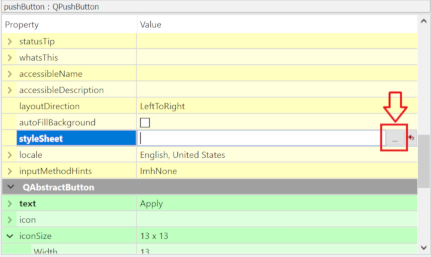 pushButton : QPushButton
Property Value
statusTip
whatsThis
accessibleName
accessibleDescription
layoutDirection LeftToRight
autoFillBackground
styleSheet ...
locale English, United States
inputMethodHints ImhNone
QAbstractButton
text Apply
icon
iconSize 13 x 13
Width 13